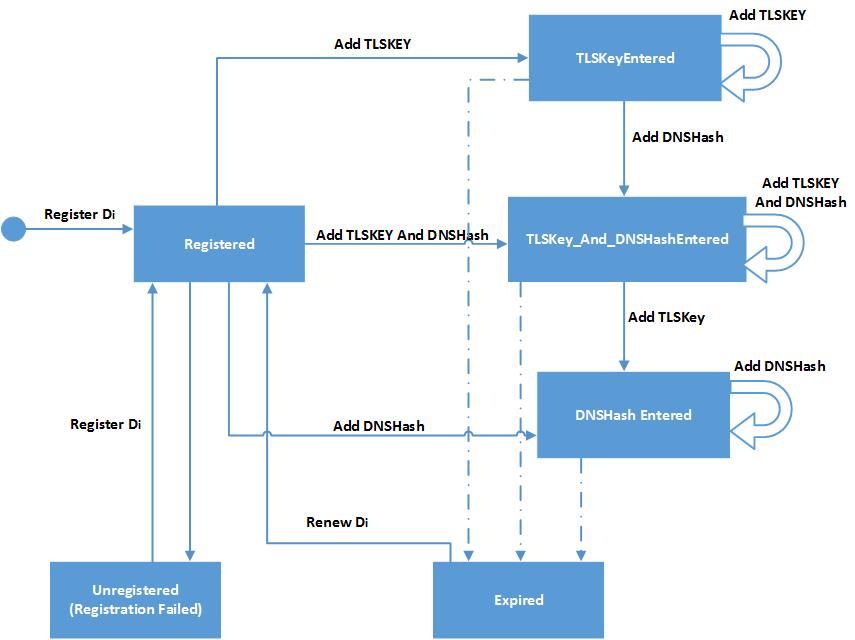 Add TLSKEY
Add TLSKEY
TLSKeyEntered
Add DNSHash
Add TLSKEY
And DNSHash
Register Di
Registered
Add TLSKEY And DNSHash
TLSKey_And_DNSHashEntered
Add TLSKey
Add DNSHash
DNSHash Entered
Register Di
Add DNSHash
Renew Di
Unregistered
(Registration Failed)
Expired